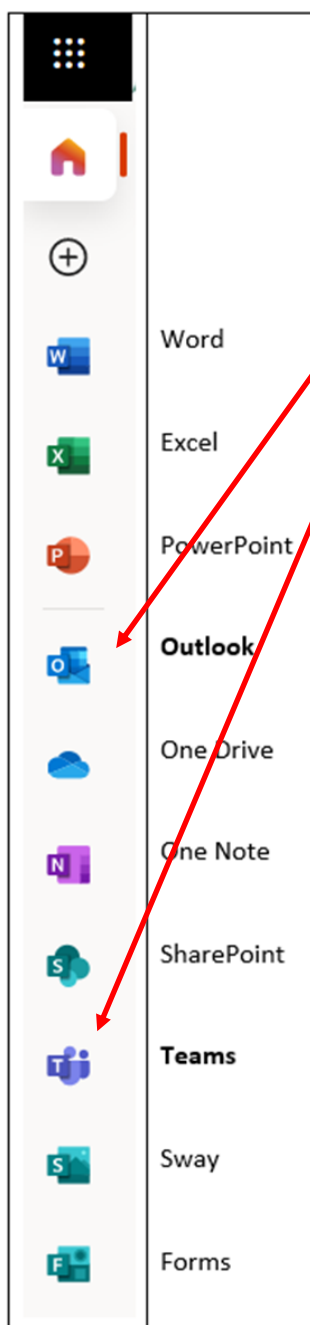 W
Word
X
Excel
P
PowerPoint
O
Outlook
One Drive
N
One Note
S
SharePoint
T
Teams
S
Sway
F
Forms